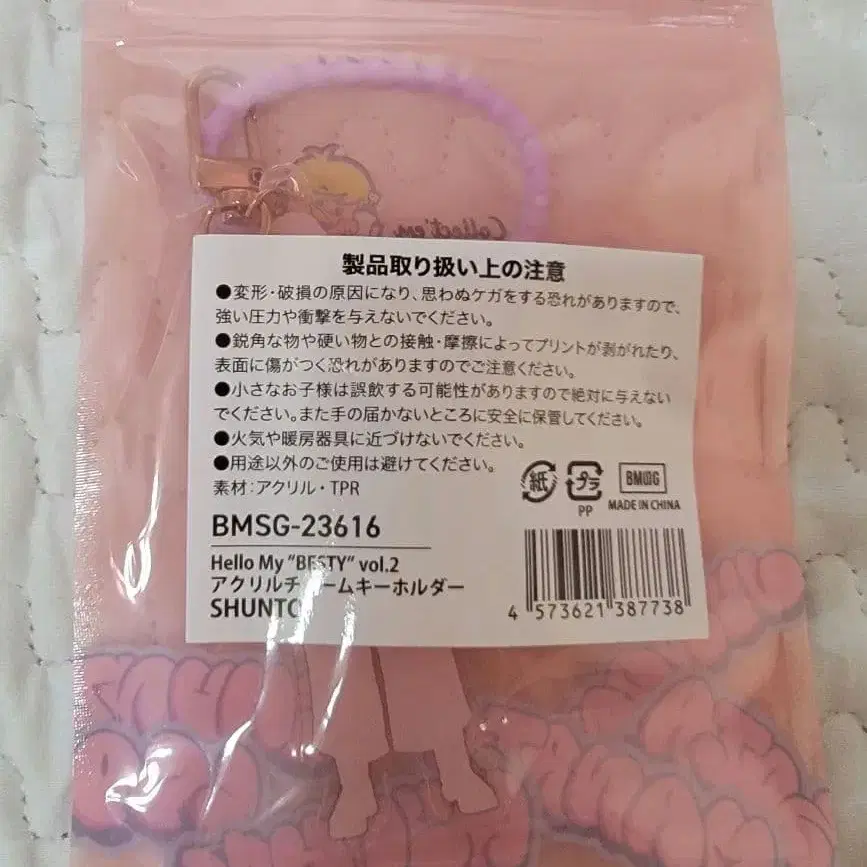 製品取り扱い上の注意
●変形・破損の原因になり、思わぬケガをする恐れがありますので、
強い圧力や衝撃を与えないでください。
●鋭角な物や硬い物との接触・摩擦によってプリントが剥がれたり、
表面に傷がつく恐れがありますのでご注意ください。
●小さなお子様は誤飲する可能性がありますので絶対に与えない
でください。また手の届かないところに安全に保管してください。
●火気や暖房器具に近づけないでください。
●用途以外のご使用は避けてください。
素材:アクリル・TPR
紙
プラ
PP
BMSG
MADE IN CHINA
BMSG-23616
Hello My "BESTY" vol.2
アクリルチャームキーホルダー
SHUNTO
4 573621 387738